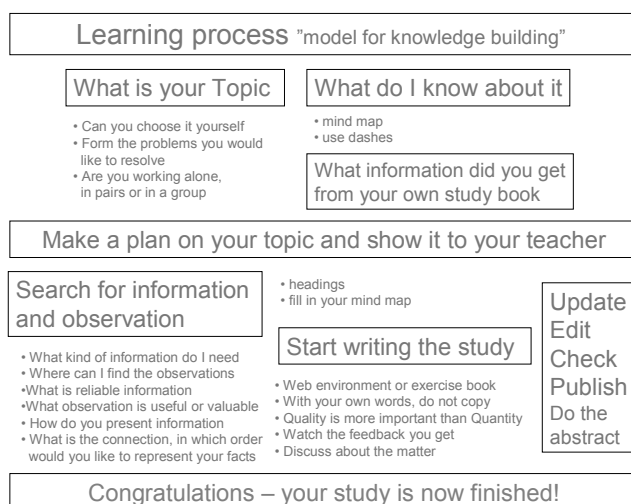 Learning process "model for knowledge building"
What is your Topic
• Can you choose it yourself
• Form the problems you would
like to resolve
• Are you working alone,
in pairs or in a group
What do I know about it
• mind map
• use dashes
What information did you get
from your own study book
Make a plan on your topic and show it to your teacher
Search for information
and observation
• What kind of information do I need
• Where can I find the observations
•What is reliable information
•What observation is useful or valuable
• How do you present information
• What is the connection, in which order
would you like to represent your facts
• headings
• fill in your mind map
Start writing the study
• Web environment or exercise book
• With your own words, do not copy
• Quality is more important than Quantity
• Watch the feedback you get
• Discuss about the matter
Update
Edit
Check
Publish
Do the
abstract
Congratulations – your study is now finished!